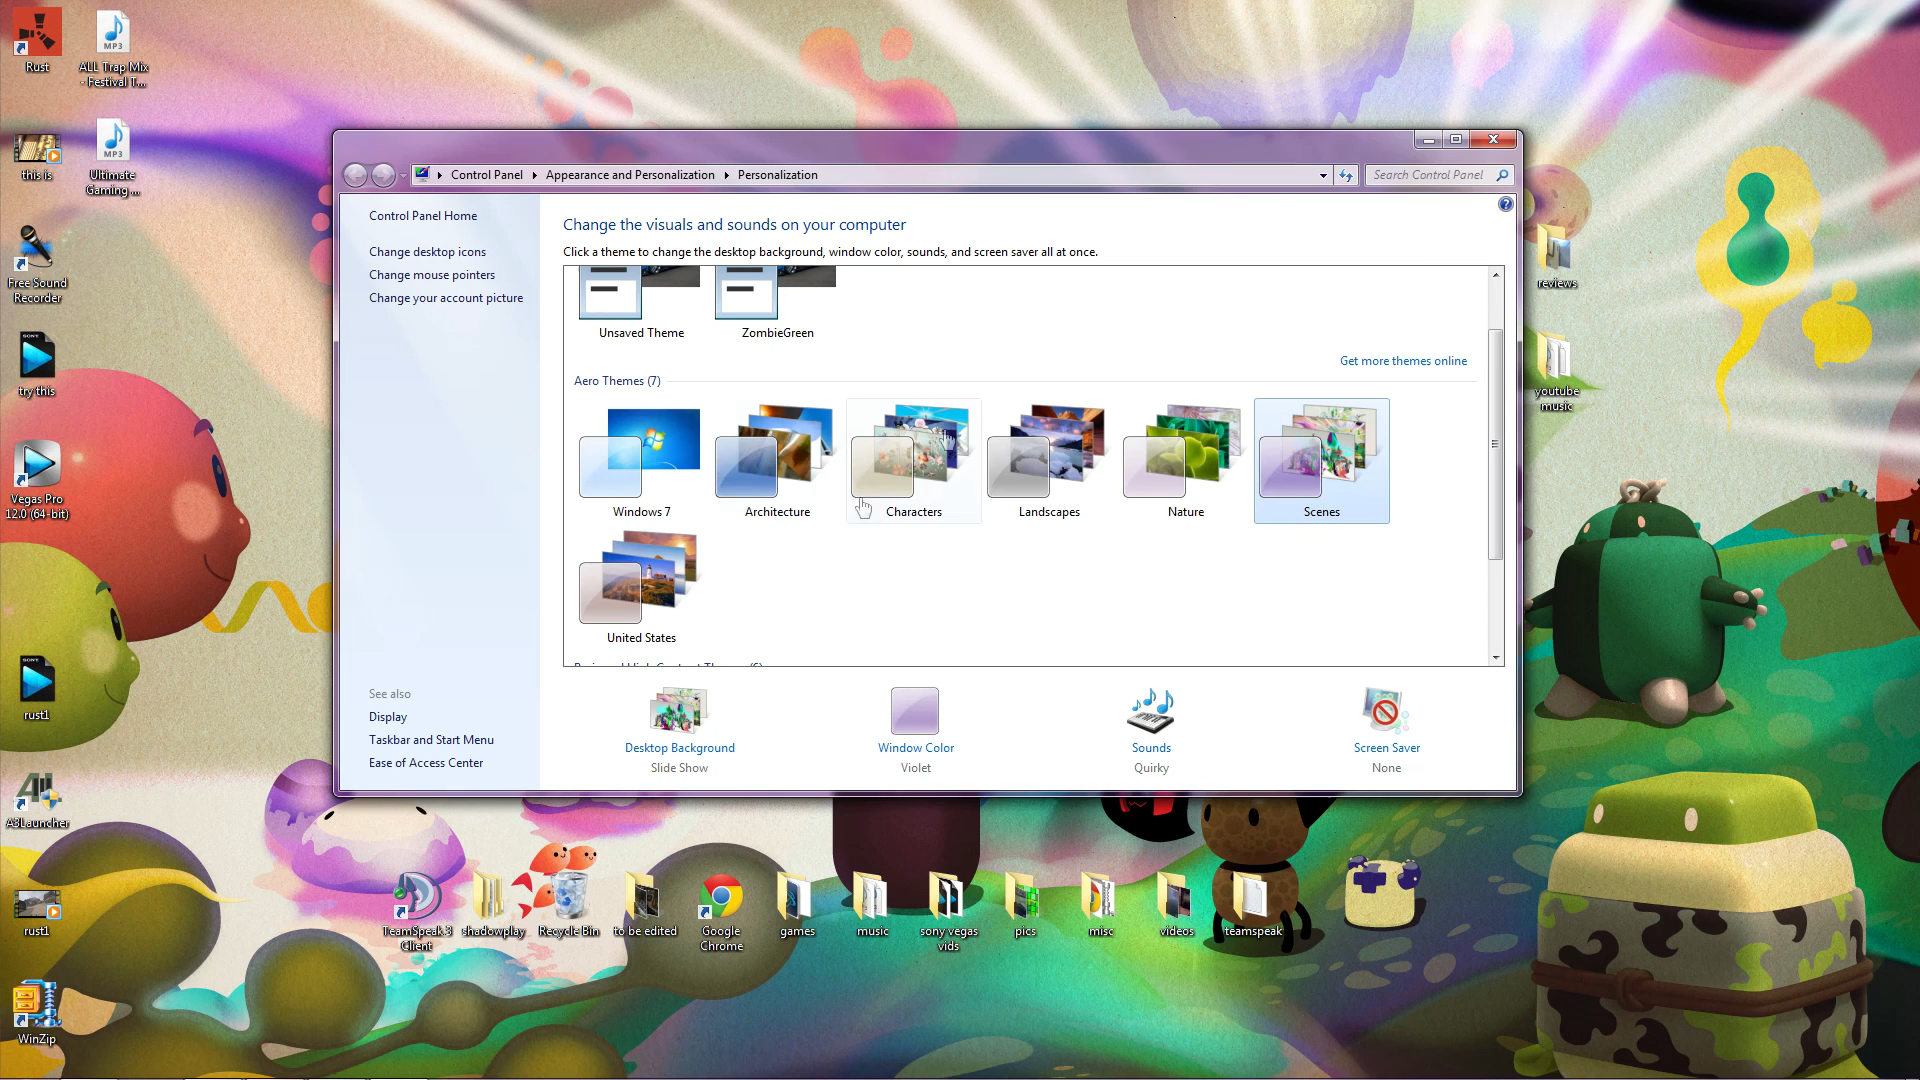 Rust
ALL Trap Mix
- Festival T...
this is
Ultimate
Gaming ...
Free Sound
Recorder
SONY
try this
Vegas Pro
12.0 (64-bit)
SONY
rust1
A3Launcher
rust1
WinZip
MP3
MP3
Control Panel
Appearance and Personalization
Personalization
Search Control Panel
Control Panel Home
Change desktop icons
Change mouse pointers
Change your account picture
See also
Display
Taskbar and Start Menu
Ease of Access Center
Change the visuals and sounds on your computer
Click a theme to change the desktop background, window color, sounds, and screen saver all at once.
Unsaved Theme
ZombieGreen
Get more themes online
Aero Themes (7)
Windows 7
Architecture
Characters
Landscapes
Nature
Scenes
United States
Desktop Background
Slide Show
Window Color
Violet
Sounds
Quirky
Screen Saver
None
reviews
youtube
music
TeamSpeak 3
Client
shadowplay
Recycle Bin
to be edited
Google
Chrome
games
music
sony vegas
vids
pics
misc
videos
teamspeak